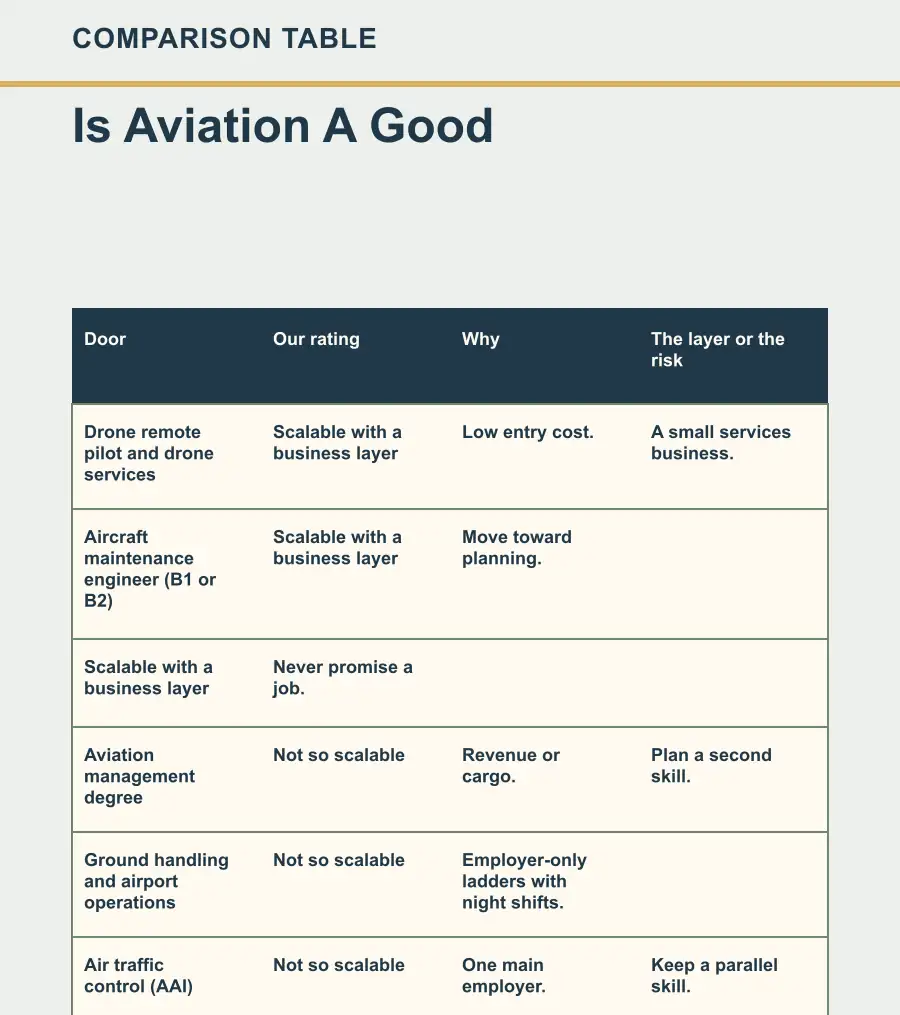 COMPARISON TABLE
Is Aviation A Good
Door
Our rating
Why
The layer or the
risk
Drone remote
pilot and drone
services
Scalable with a
business layer
Low entry cost.
A small services
business.
Aircraft
maintenance
engineer (B1 or
B2)
Scalable with a
business layer
Move toward
planning.
Scalable with a
business layer
Never promise a
job.
Aviation
management
degree
Not so scalable
Revenue or
cargo.
Plan a second
skill.
Ground handling
and airport
operations
Not so scalable
Employer-only
ladders with
night shifts.
Air traffic
control (AAI)
Not so scalable
One main
employer.
Keep a parallel
skill.